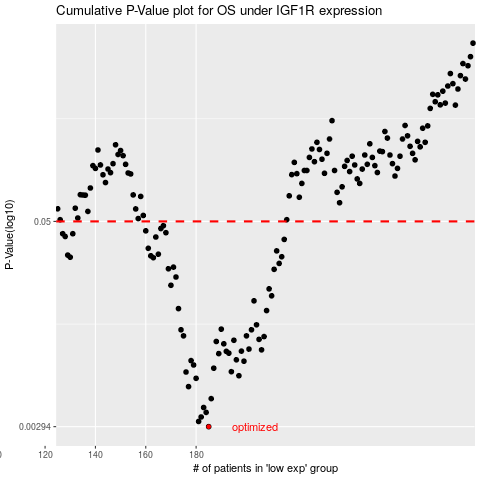 Cumulative P-Value plot for OS under IGF1R expression
P-Value(log10)
0.05
0.00294
optimized
0 120 140 160 180
# of patients in 'low exp' group